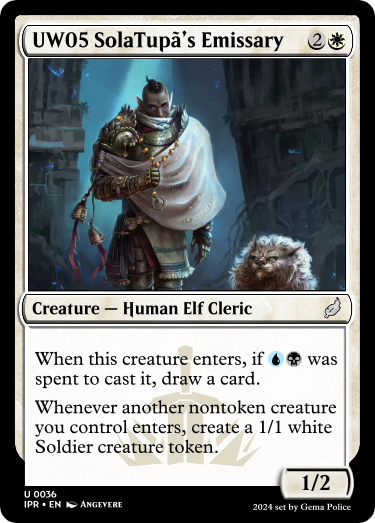 UW05 SolaTupã's Emissary 2
Creature — Human Elf Cleric
When this creature enters, if was
spent to cast it, draw a card.
Whenever another nontoken creature
you control enters, create a 1/1 white
Soldier creature token.
1/2
U 0036
IPR • EN Angevere
2024 set by Gema Police